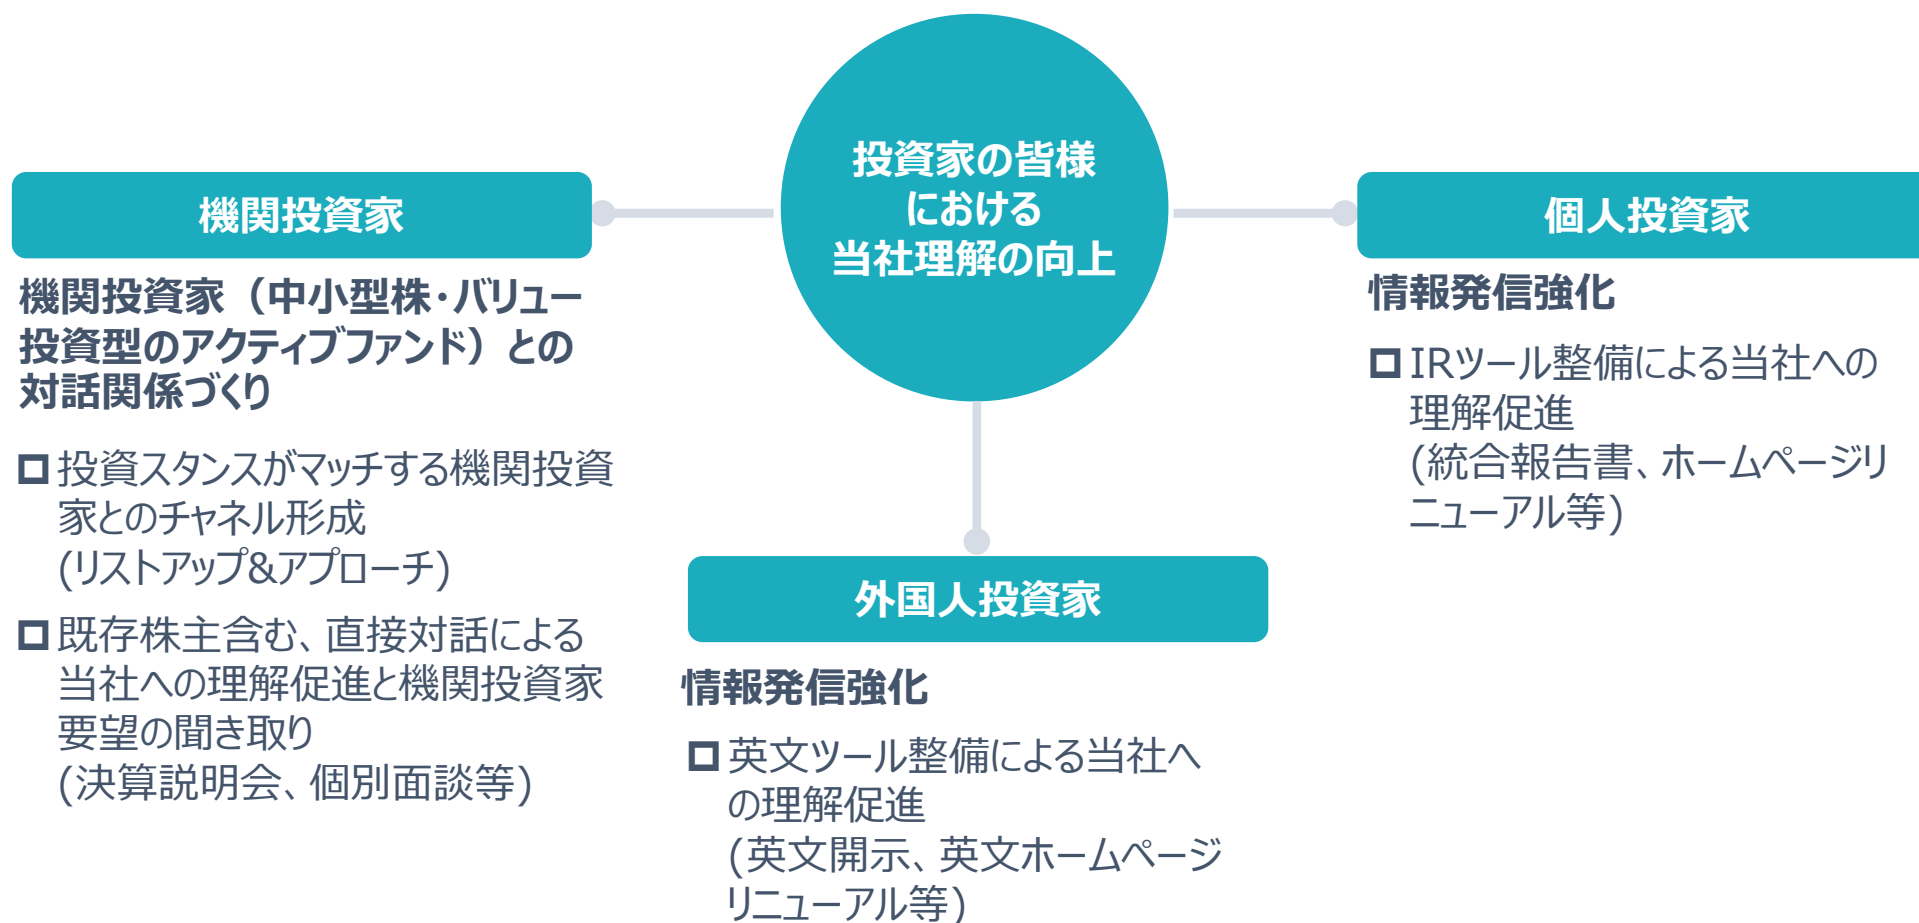 投資家の皆様
における
当社理解の向上
機関投資家
機関投資家（中小型株・バリュー
投資型のアクティブファンド）との
対話関係づくり
投資スタンスがマッチする機関投資
家とのチャネル形成
(リストアップ&アプローチ)
既存株主含む、直接対話による
当社への理解促進と機関投資家
要望の聞き取り
(決算説明会、個別面談等)
外国人投資家
情報発信強化
英文ツール整備による当社へ
の理解促進
(英文開示、英文ホームページ
リニューアル等)
個人投資家
情報発信強化
IRツール整備による当社への
理解促進
(統合報告書、ホームページリ
ニューアル等)